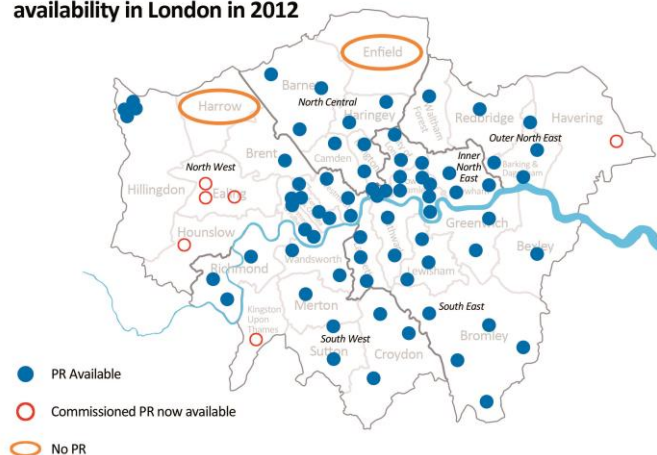 availability in London in 2012
Enfield
Barnet
North Central
Harrow
Haringey
Waltham
Forest
Redbridge
Havering
Outer North East
Brent
Camden
Inner
North
East
Barking &
Dagenham
North West
Hillingdon
Ealing
Hounslow
Greenwich
Bexley
Richmond
Wandsworth
Lewisham
Merton
Kingston
Upon
Thames
South East
South West
Sutton
Croydon
Bromley
PR Available
Commissioned PR now available
No PR